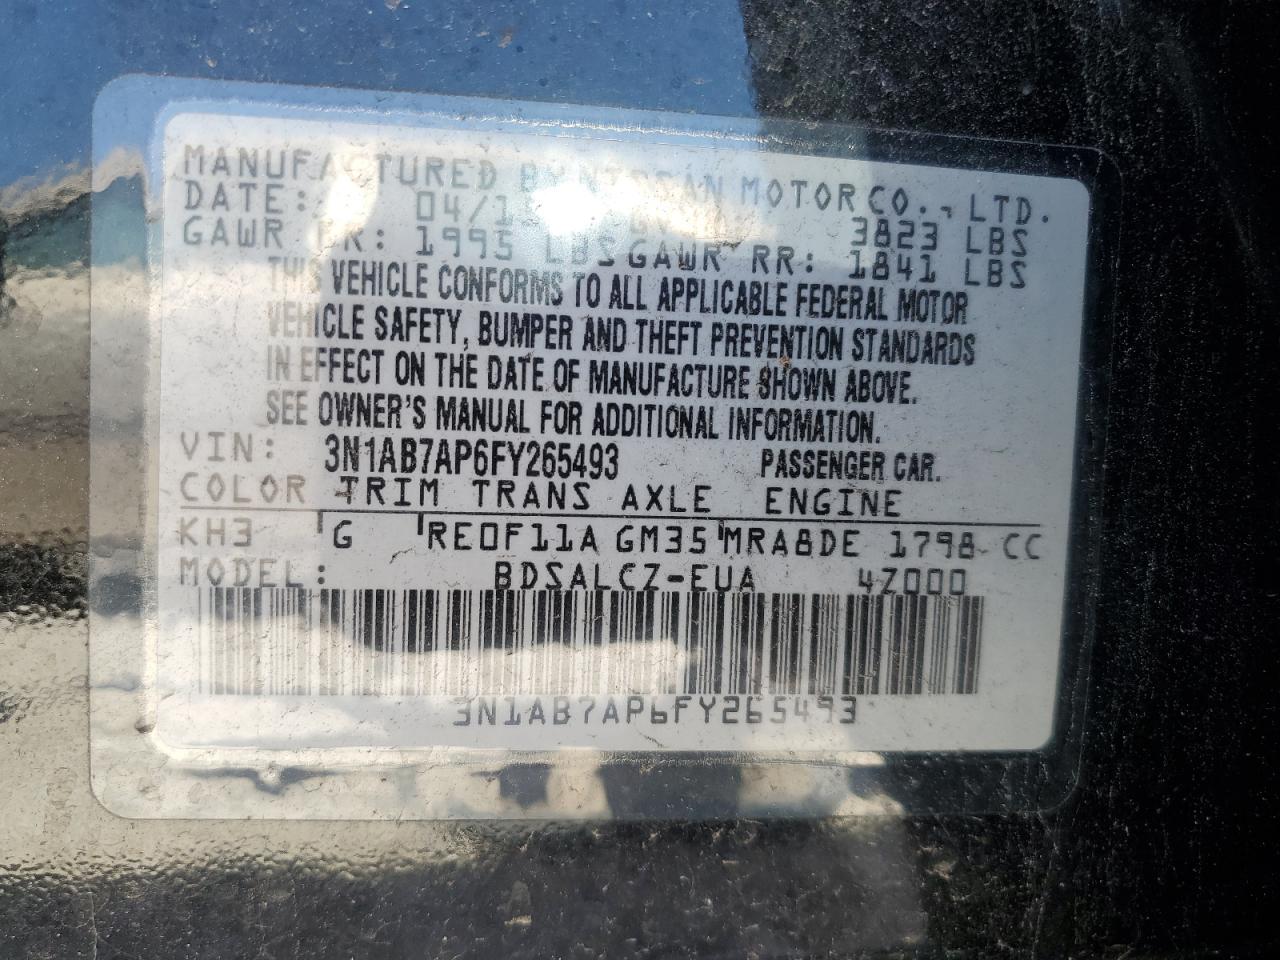 MANUFACTURED BY NISSAN MOTOR CO., LTD.
DATE: 04/15 3823 LBS
GAWR FR: 1995 LBS GAWR RR: 1841 LBS
THIS VEHICLE CONFORMS TO ALL APPLICABLE FEDERAL MOTOR
VEHICLE SAFETY, BUMPER AND THEFT PREVENTION STANDARDS
IN EFFECT ON THE DATE OF MANUFACTURE SHOWN ABOVE.
SEE OWNER'S MANUAL FOR ADDITIONAL INFORMATION.
VIN: 3N1AB7AP6FY265493 PASSENGER CAR.
COLOR TRIM TRANS AXLE ENGINE
KH3 G RE0F11A GM35 MRA8DE 1798 CC
MODEL: BDSALCZ-EUA 4Z000
3N1AB7AP6FY265493